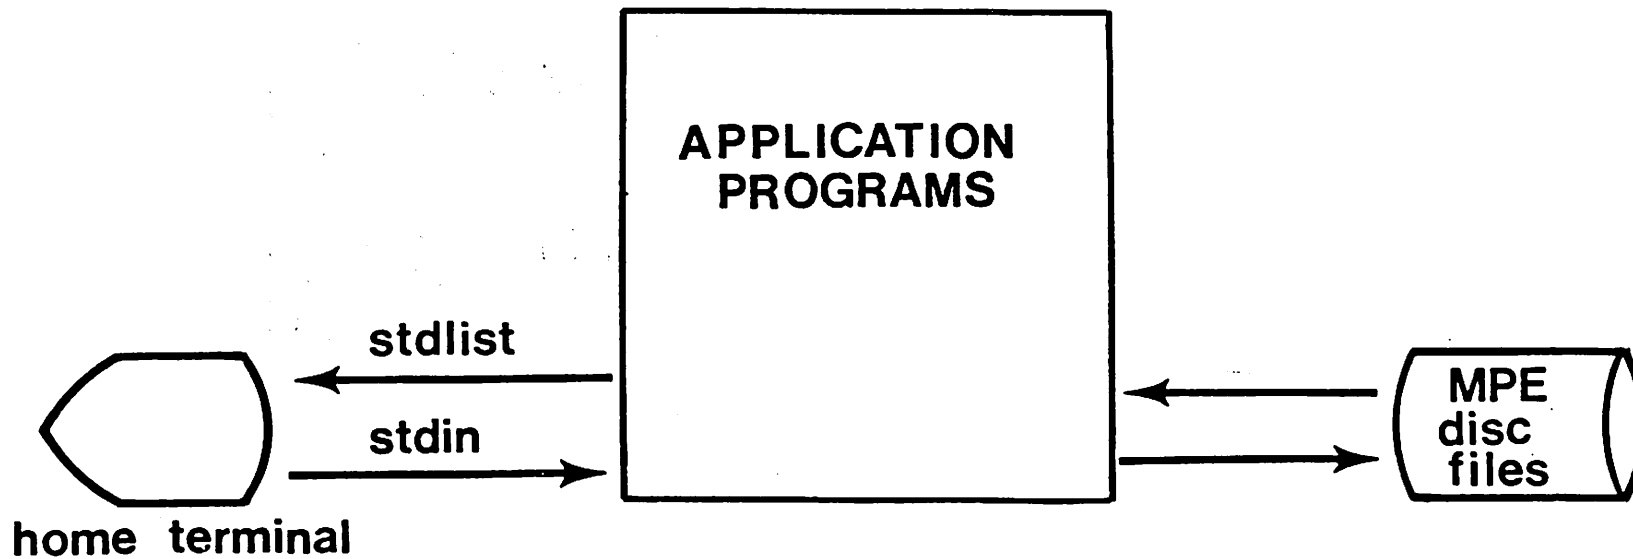 APPLICATION
PROGRAMS
stdlist
stdin
home terminal
MPE
disc
files